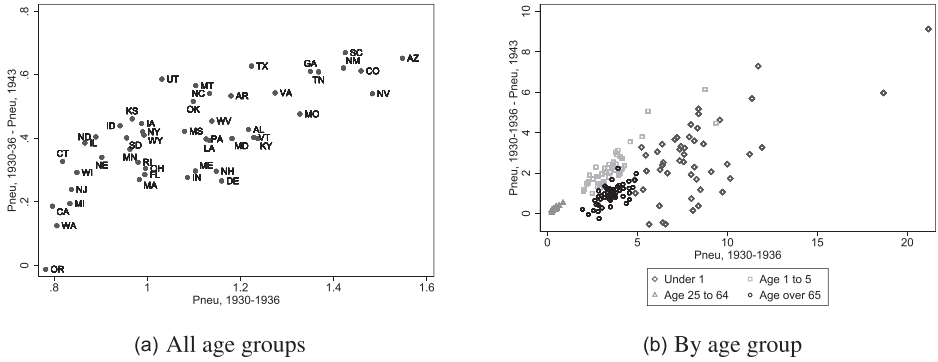 Pneu, 1930-36 - Pneu, 1943
.8
.6
.4
.2
0
SC
GA
NM
AZ
TX
TN
CO
UT
MT
NC
AR
VA
NV
OK
MO
KS
WV
ID
IA
AL
NY
MS
VT
ND
IL
WY
PA
MD
KY
SD
LA
MN
CT
RI
NE
OH
ME
NH
WI
FL
IN
DE
MA
NJ
MI
CA
WA
OR
.8 1 1.2 1.4 1.6
Pneu, 1930-1936
(a) All age groups
Pneu, 1930-1936 - Pneu, 1943
10
8
6
4
2
0
0 5 10 15 20
Pneu, 1930-1936
Under 1 Age 1 to 5
Age 25 to 64 Age over 65
(b) By age group